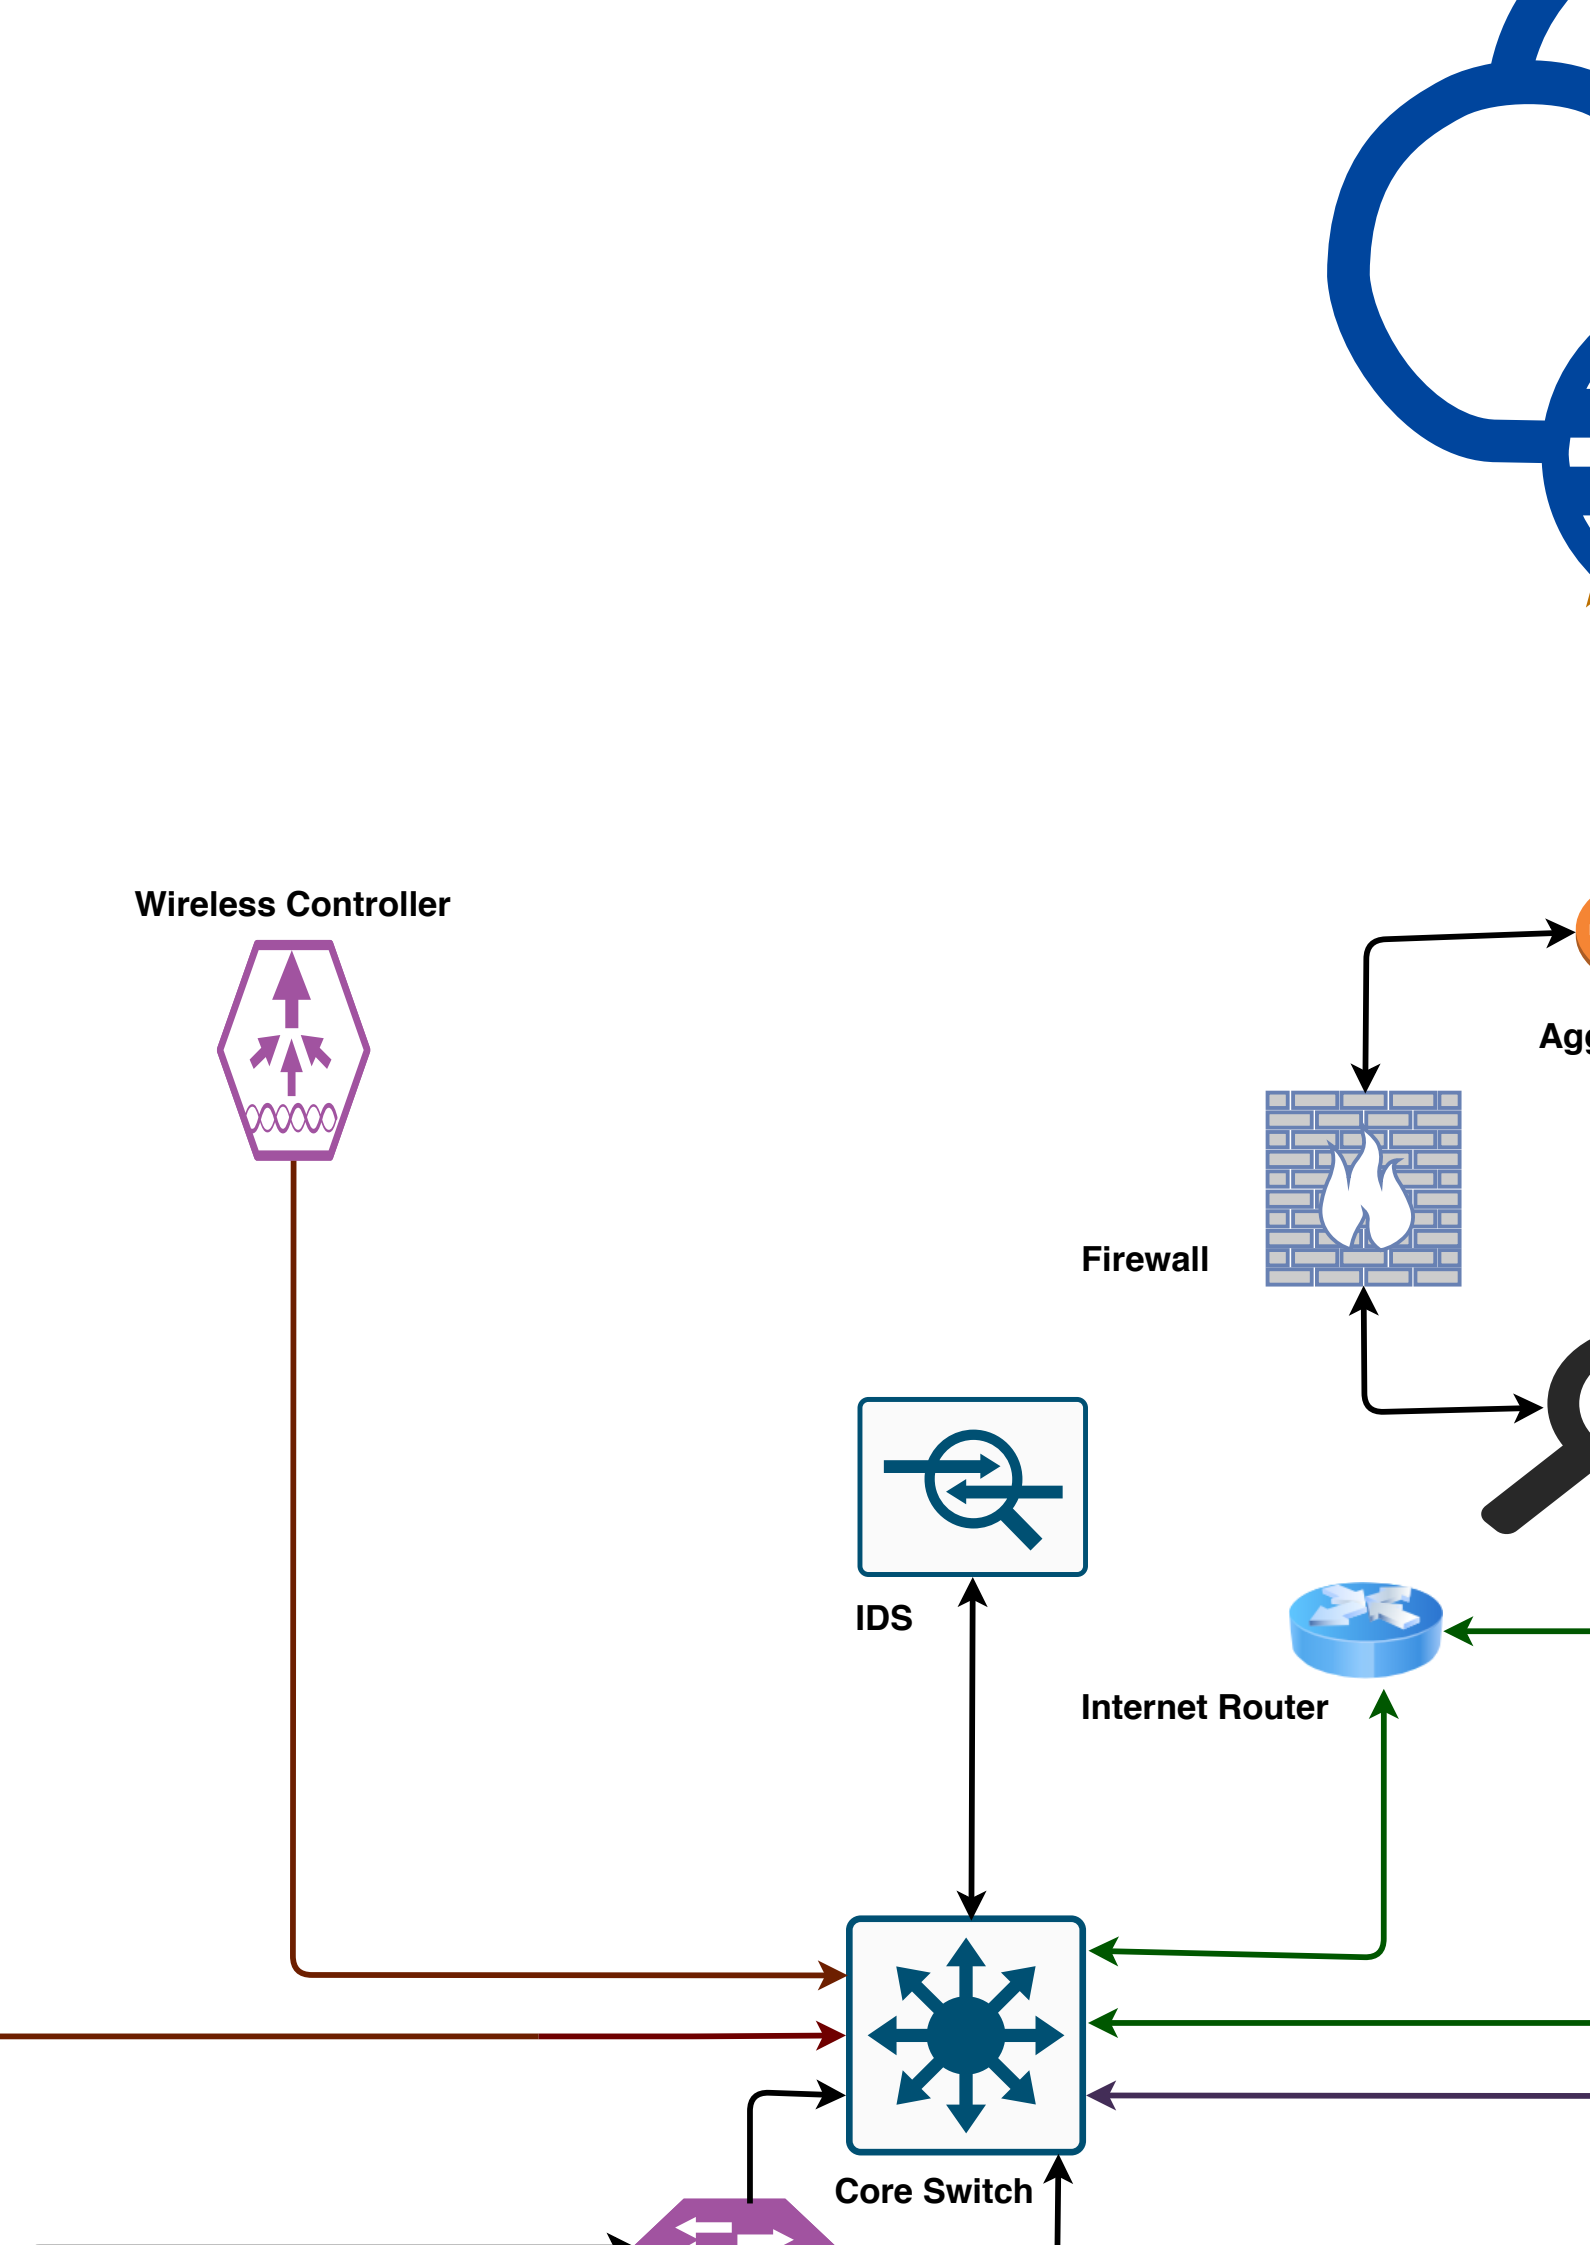 Wireless Controller
Firewall
IDS
Internet Router
Core Switch